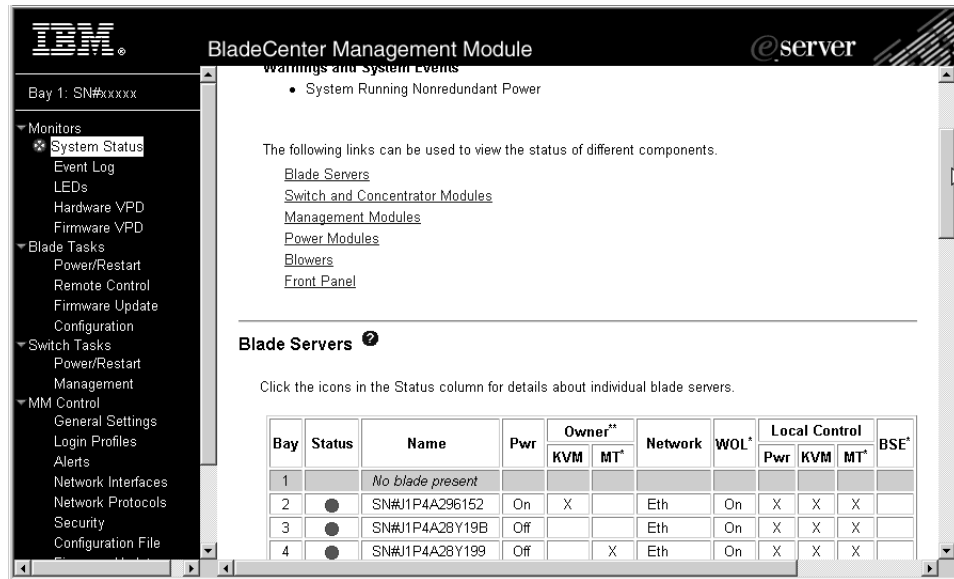 IBM®
BladeCenter Management Module
@server
Bay 1: SN#xxxxx
Monitors
System Status
Event Log
LEDs
Hardware VPD
Firmware VPD
Blade Tasks
Power/Restart
Remote Control
Firmware Update
Configuration
Switch Tasks
Power/Restart
Management
MM Control
General Settings
Login Profiles
Alerts
Network Interfaces
Network Protocols
Security
Configuration File
Warnings and System Events
• System Running Nonredundant Power
The following links can be used to view the status of different components.
Blade Servers
Switch and Concentrator Modules
Management Modules
Power Modules
Blowers
Front Panel
Blade Servers ?
Click the icons in the Status column for details about individual blade servers.
Bay Status Name Pwr Owner** Network WOL* Local Control BSE*
KVM MT* Pwr KVM MT*
1 No blade present
2 SN#J1P4A296152 On X Eth On X X X
3 SN#J1P4A28Y19B Off Eth On X X X
4 SN#J1P4A28Y199 Off X Eth On X X X